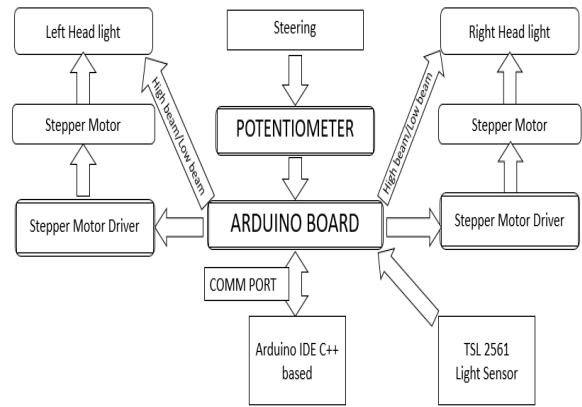 Left Head light
Steering
Right Head light
High beam/Low beam
High beam/Low beam
Stepper Motor
POTENTIOMETER
Stepper Motor
Stepper Motor Driver
ARDUINO BOARD
Stepper Motor Driver
COMM PORT
Arduino IDE C++
based
TSL 2561
Light Sensor